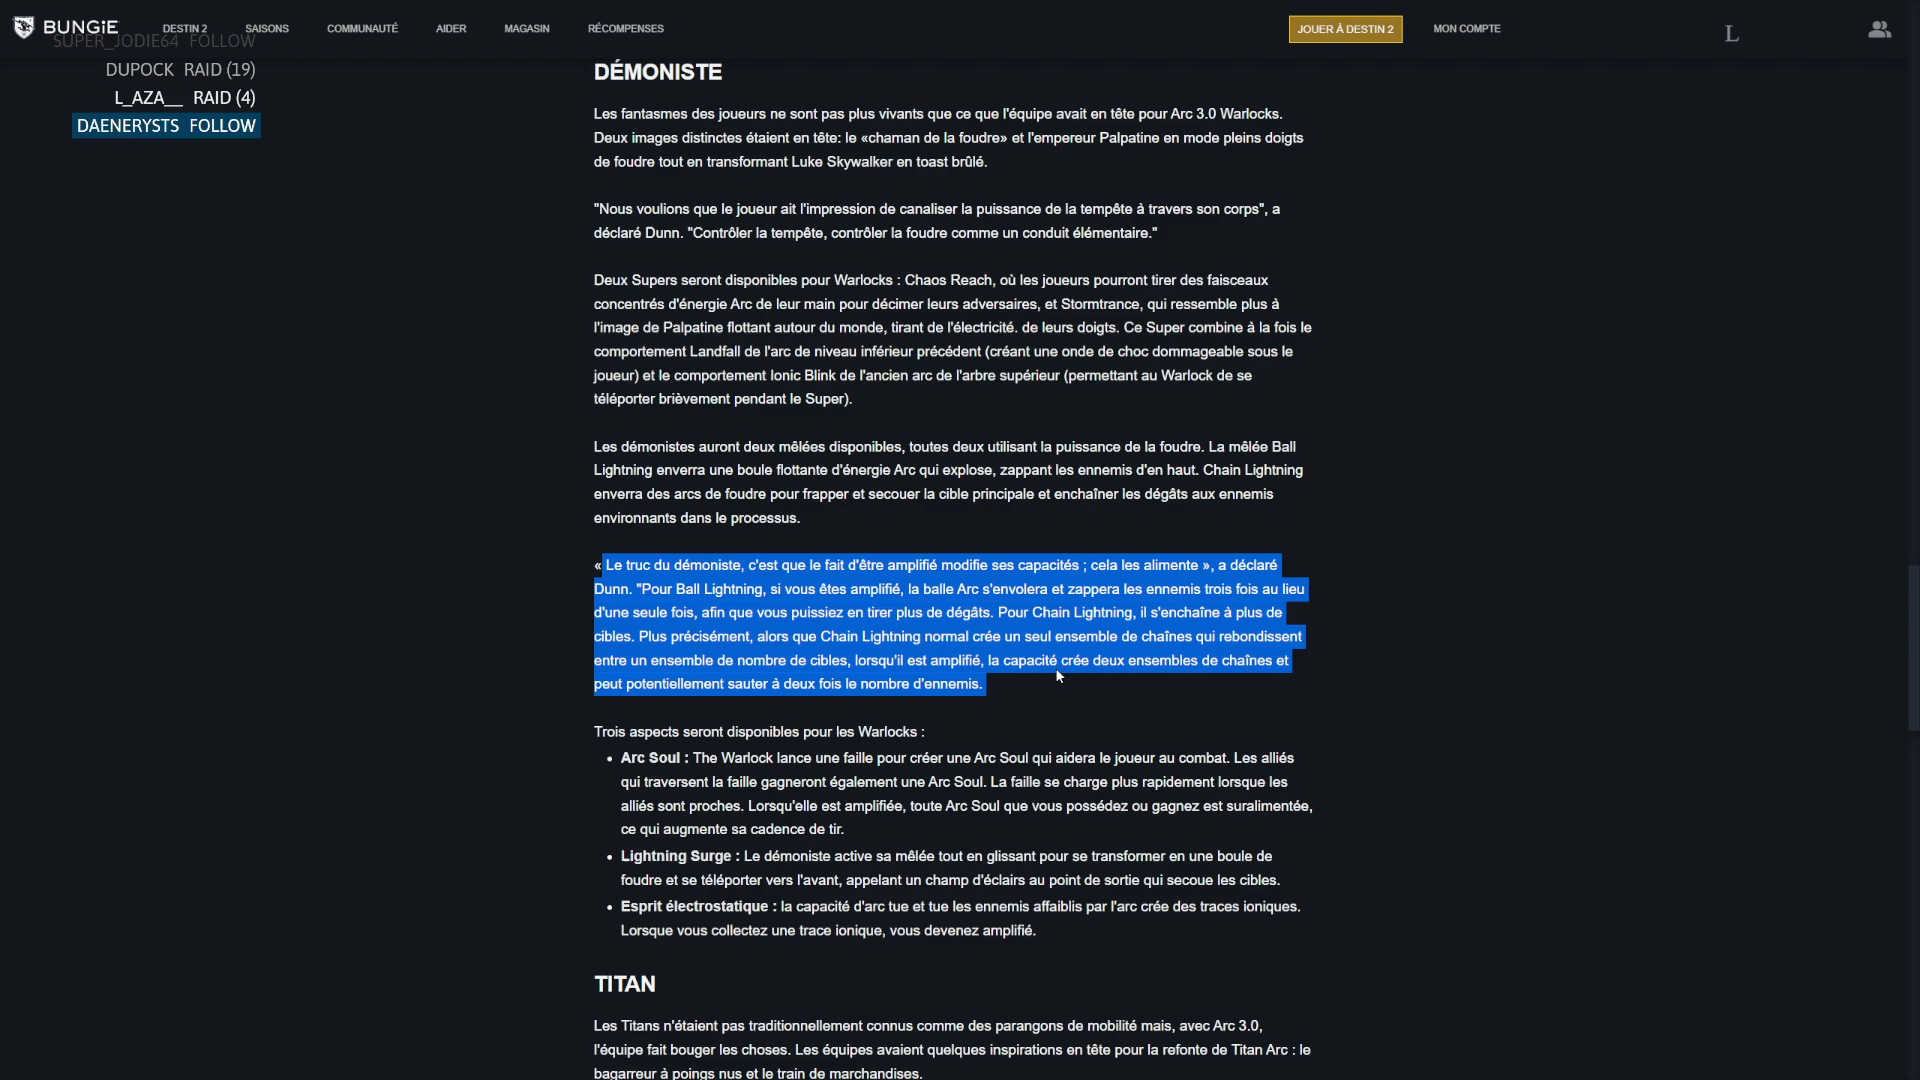 BUNGiE
DESTIN 2
SAISONS
COMMUNAUTÉ
AIDER
MAGASIN
RÉCOMPENSES
JOUER À DESTIN 2
MON COMPTE
L
SUPER_JODIE64 FOLLOW
DUPOCK RAID (19)
L_AZA__ RAID (4)
DAENERYSTS FOLLOW
DÉMONISTE
Les fantasmes des joueurs ne sont pas plus vivants que ce que l'équipe avait en tête pour Arc 3.0 Warlocks.
Deux images distinctes étaient en tête: le «chaman de la foudre» et l'empereur Palpatine en mode pleins doigts
de foudre tout en transformant Luke Skywalker en toast brûlé.
"Nous voulions que le joueur ait l'impression de canaliser la puissance de la tempête à travers son corps", a
déclaré Dunn. "Contrôler la tempête, contrôler la foudre comme un conduit élémentaire."
Deux Supers seront disponibles pour Warlocks : Chaos Reach, où les joueurs pourront tirer des faisceaux
concentrés d'énergie Arc de leur main pour décimer leurs adversaires, et Stormtrance, qui ressemble plus à
l'image de Palpatine flottant autour du monde, tirant de l'électricité. de leurs doigts. Ce Super combine à la fois le
comportement Landfall de l'arc de niveau inférieur précédent (créant une onde de choc dommageable sous le
joueur) et le comportement Ionic Blink de l'ancien arc de l'arbre supérieur (permettant au Warlock de se
téléporter brièvement pendant le Super).
Les démonistes auront deux mêlées disponibles, toutes deux utilisant la puissance de la foudre. La mêlée Ball
Lightning enverra une boule flottante d'énergie Arc qui explose, zappant les ennemis d'en haut. Chain Lightning
enverra des arcs de foudre pour frapper et secouer la cible principale et enchaîner les dégâts aux ennemis
environnants dans le processus.
« Le truc du démoniste, c'est que le fait d'être amplifié modifie ses capacités ; cela les alimente », a déclaré
Dunn. "Pour Ball Lightning, si vous êtes amplifié, la balle Arc s'envolera et zappera les ennemis trois fois au lieu
d'une seule fois, afin que vous puissiez en tirer plus de dégâts. Pour Chain Lightning, il s'enchaîne à plus de
cibles. Plus précisément, alors que Chain Lightning normal crée un seul ensemble de chaînes qui rebondissent
entre un ensemble de nombre de cibles, lorsqu'il est amplifié, la capacité crée deux ensembles de chaînes et
peut potentiellement sauter à deux fois le nombre d'ennemis.
Trois aspects seront disponibles pour les Warlocks :
• Arc Soul : The Warlock lance une faille pour créer une Arc Soul qui aidera le joueur au combat. Les alliés
qui traversent la faille gagneront également une Arc Soul. La faille se charge plus rapidement lorsque les
alliés sont proches. Lorsqu'elle est amplifiée, toute Arc Soul que vous possédez ou gagnez est suralimentée,
ce qui augmente sa cadence de tir.
• Lightning Surge : Le démoniste active sa mêlée tout en glissant pour se transformer en une boule de
foudre et se téléporter vers l'avant, appelant un champ d'éclairs au point de sortie qui secoue les cibles.
• Esprit électrostatique : la capacité d'arc tue et tue les ennemis affaiblis par l'arc crée des traces ioniques.
Lorsque vous collectez une trace ionique, vous devenez amplifié.
TITAN
Les Titans n'étaient pas traditionnellement connus comme des parangons de mobilité mais, avec Arc 3.0,
l'équipe fait bouger les choses. Les équipes avaient quelques inspirations en tête pour la refonte de Titan Arc : le
bagarreur à poings nus et le train de marchandises.